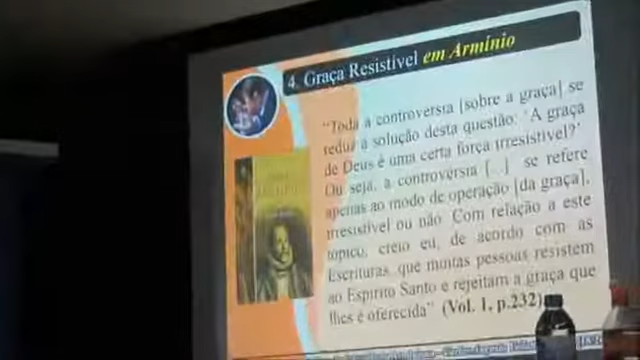 4. Graça Resistível em Armínio
“Toda a controvérsia [sobre a graça] se
reduz à solução desta questão: ‘A graça
de Deus é uma certa força irresistível?’
Ou seja, a controvérsia [...] se refere
apenas ao modo de operação [da graça],
irresistível ou não. Com relação a este
tópico, creio eu, de acordo com as
Escrituras, que muitas pessoas resistem
ao Espírito Santo e rejeitam a graça que
lhes é oferecida” (Vol. 1, p.232)